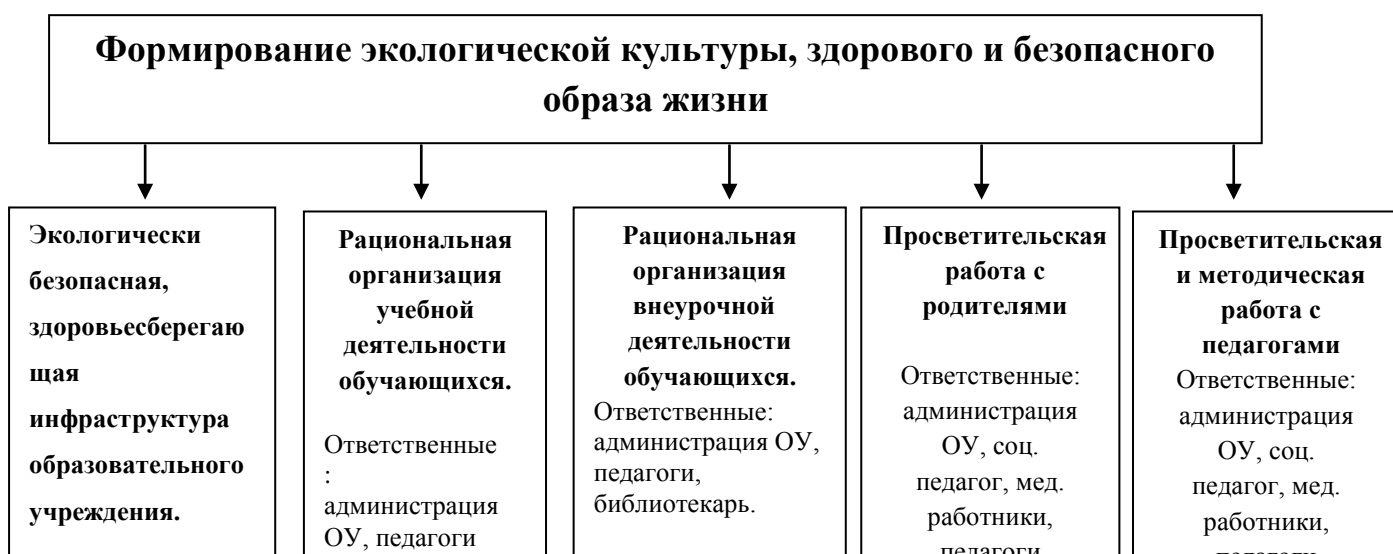 Формирование экологической культуры, здорового и безопасного
образа жизни
Экологически
безопасная,
здоровьесберегаю
щая
инфраструктура
образовательного
учреждения.
Рациональная
организация
учебной
деятельности
обучающихся.
Ответственные
:
администрация
ОУ, педагоги
Рациональная
организация
внеурочной
деятельности
обучающихся.
Ответственные:
администрация ОУ,
педагоги,
библиотекарь.
Просветительская
работа с
родителями
Ответственные:
администрация
ОУ, соц.
педагог, мед.
работники,
педагоги
Просветительская
и методическая
работа с
педагогами
Ответственные:
администрация
ОУ, соц.
педагог, мед.
работники,